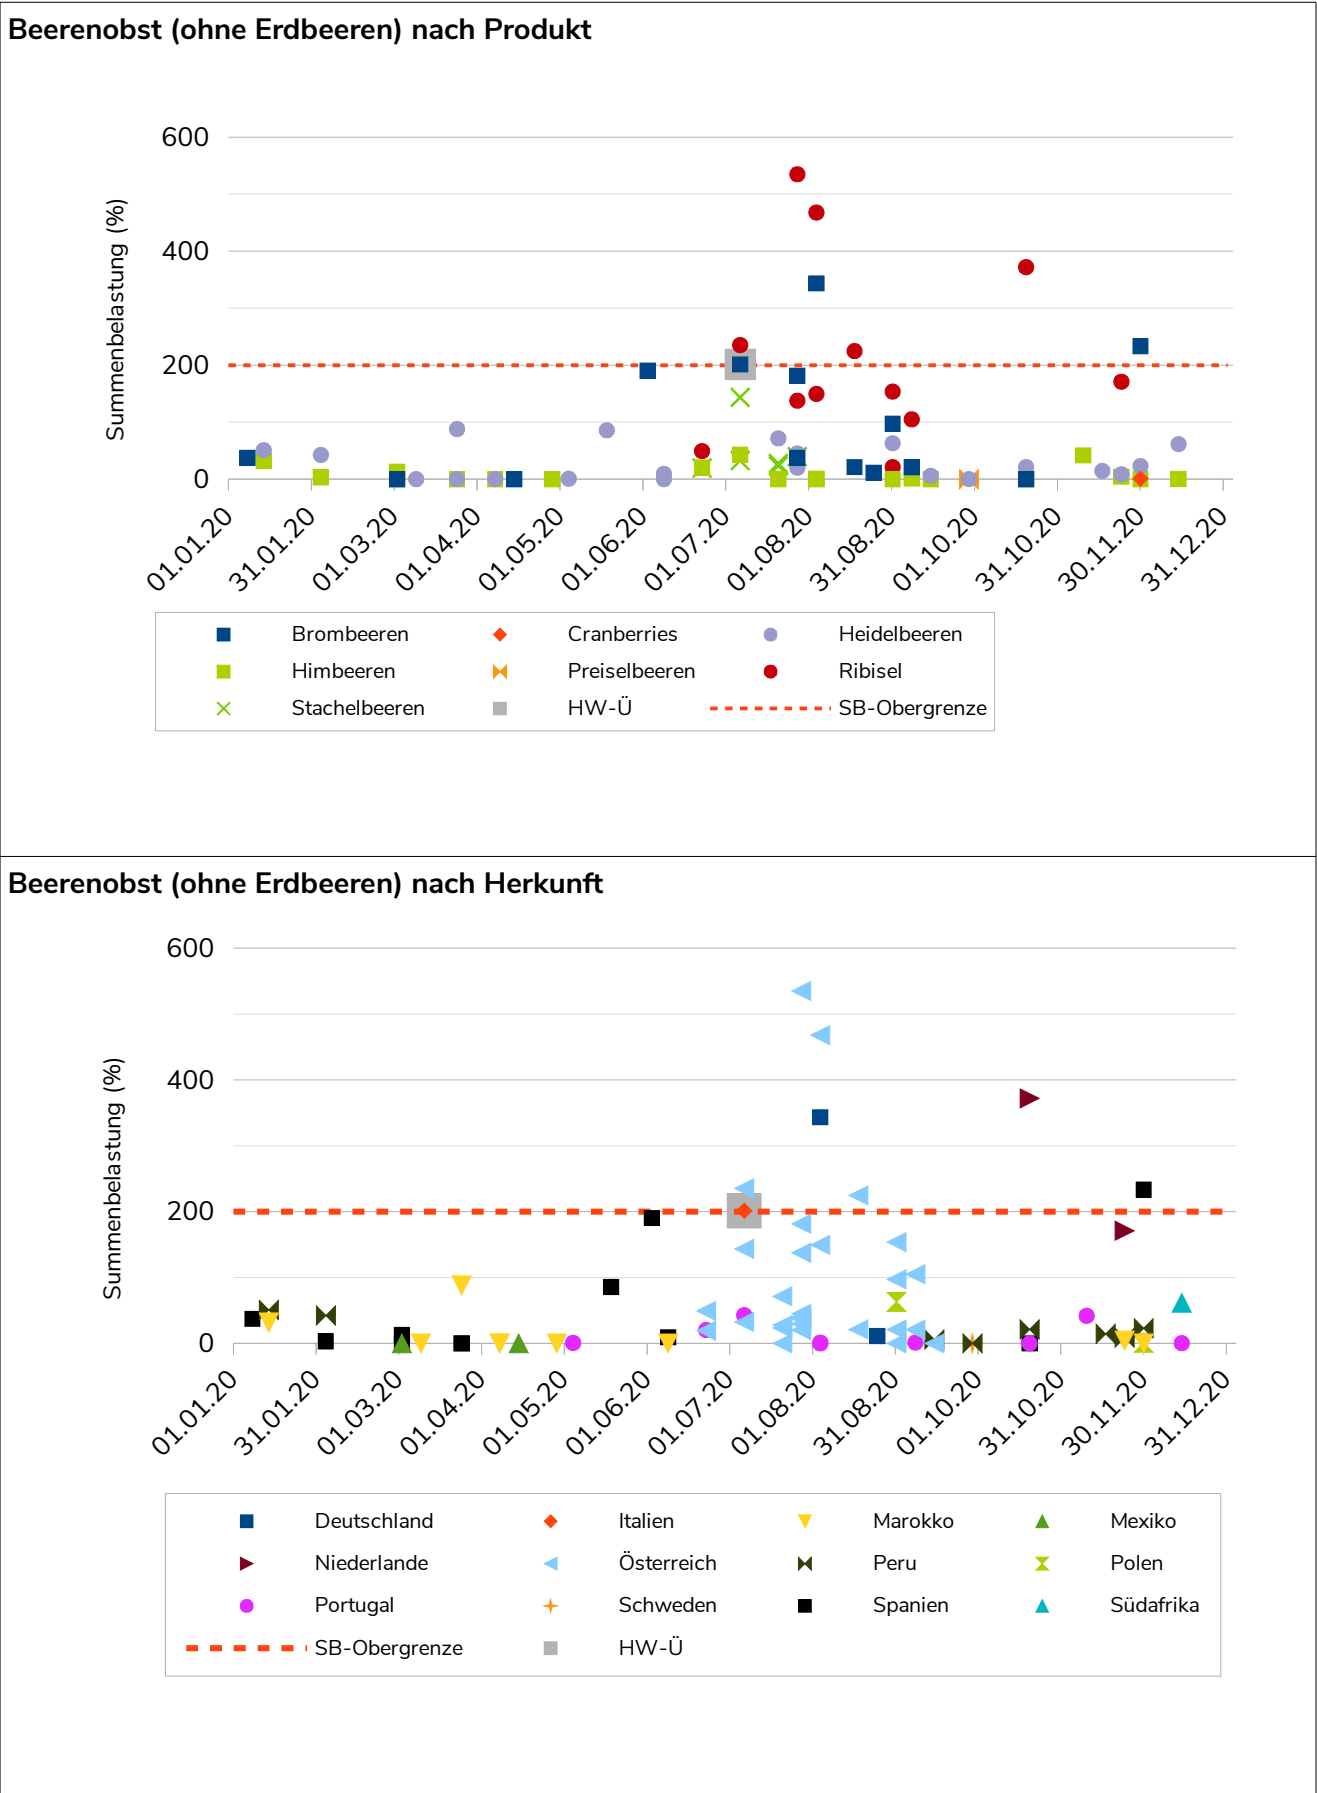 Beerenobst (ohne Erdbeeren) nach Produkt
600
400
200
0
Summenbelastung (%)
01.01.20 31.01.20 01.03.20 01.04.20 01.05.20 01.06.20 01.07.20 01.08.20 31.08.20 01.10.20 31.10.20 30.11.20 31.12.20
Brombeeren Cranberries Heidelbeeren
Himbeeren Preiselbeeren Ribisel
Stachelbeeren HW-Ü SB-Obergrenze
Beerenobst (ohne Erdbeeren) nach Herkunft
600
400
200
0
Summenbelastung (%)
01.01.20 31.01.20 01.03.20 01.04.20 01.05.20 01.06.20 01.07.20 01.08.20 31.08.20 01.10.20 31.10.20 30.11.20 31.12.20
Deutschland Italien Marokko Mexiko
Niederlande Österreich Peru Polen
Portugal Schweden Spanien Südafrika
SB-Obergrenze HW-Ü